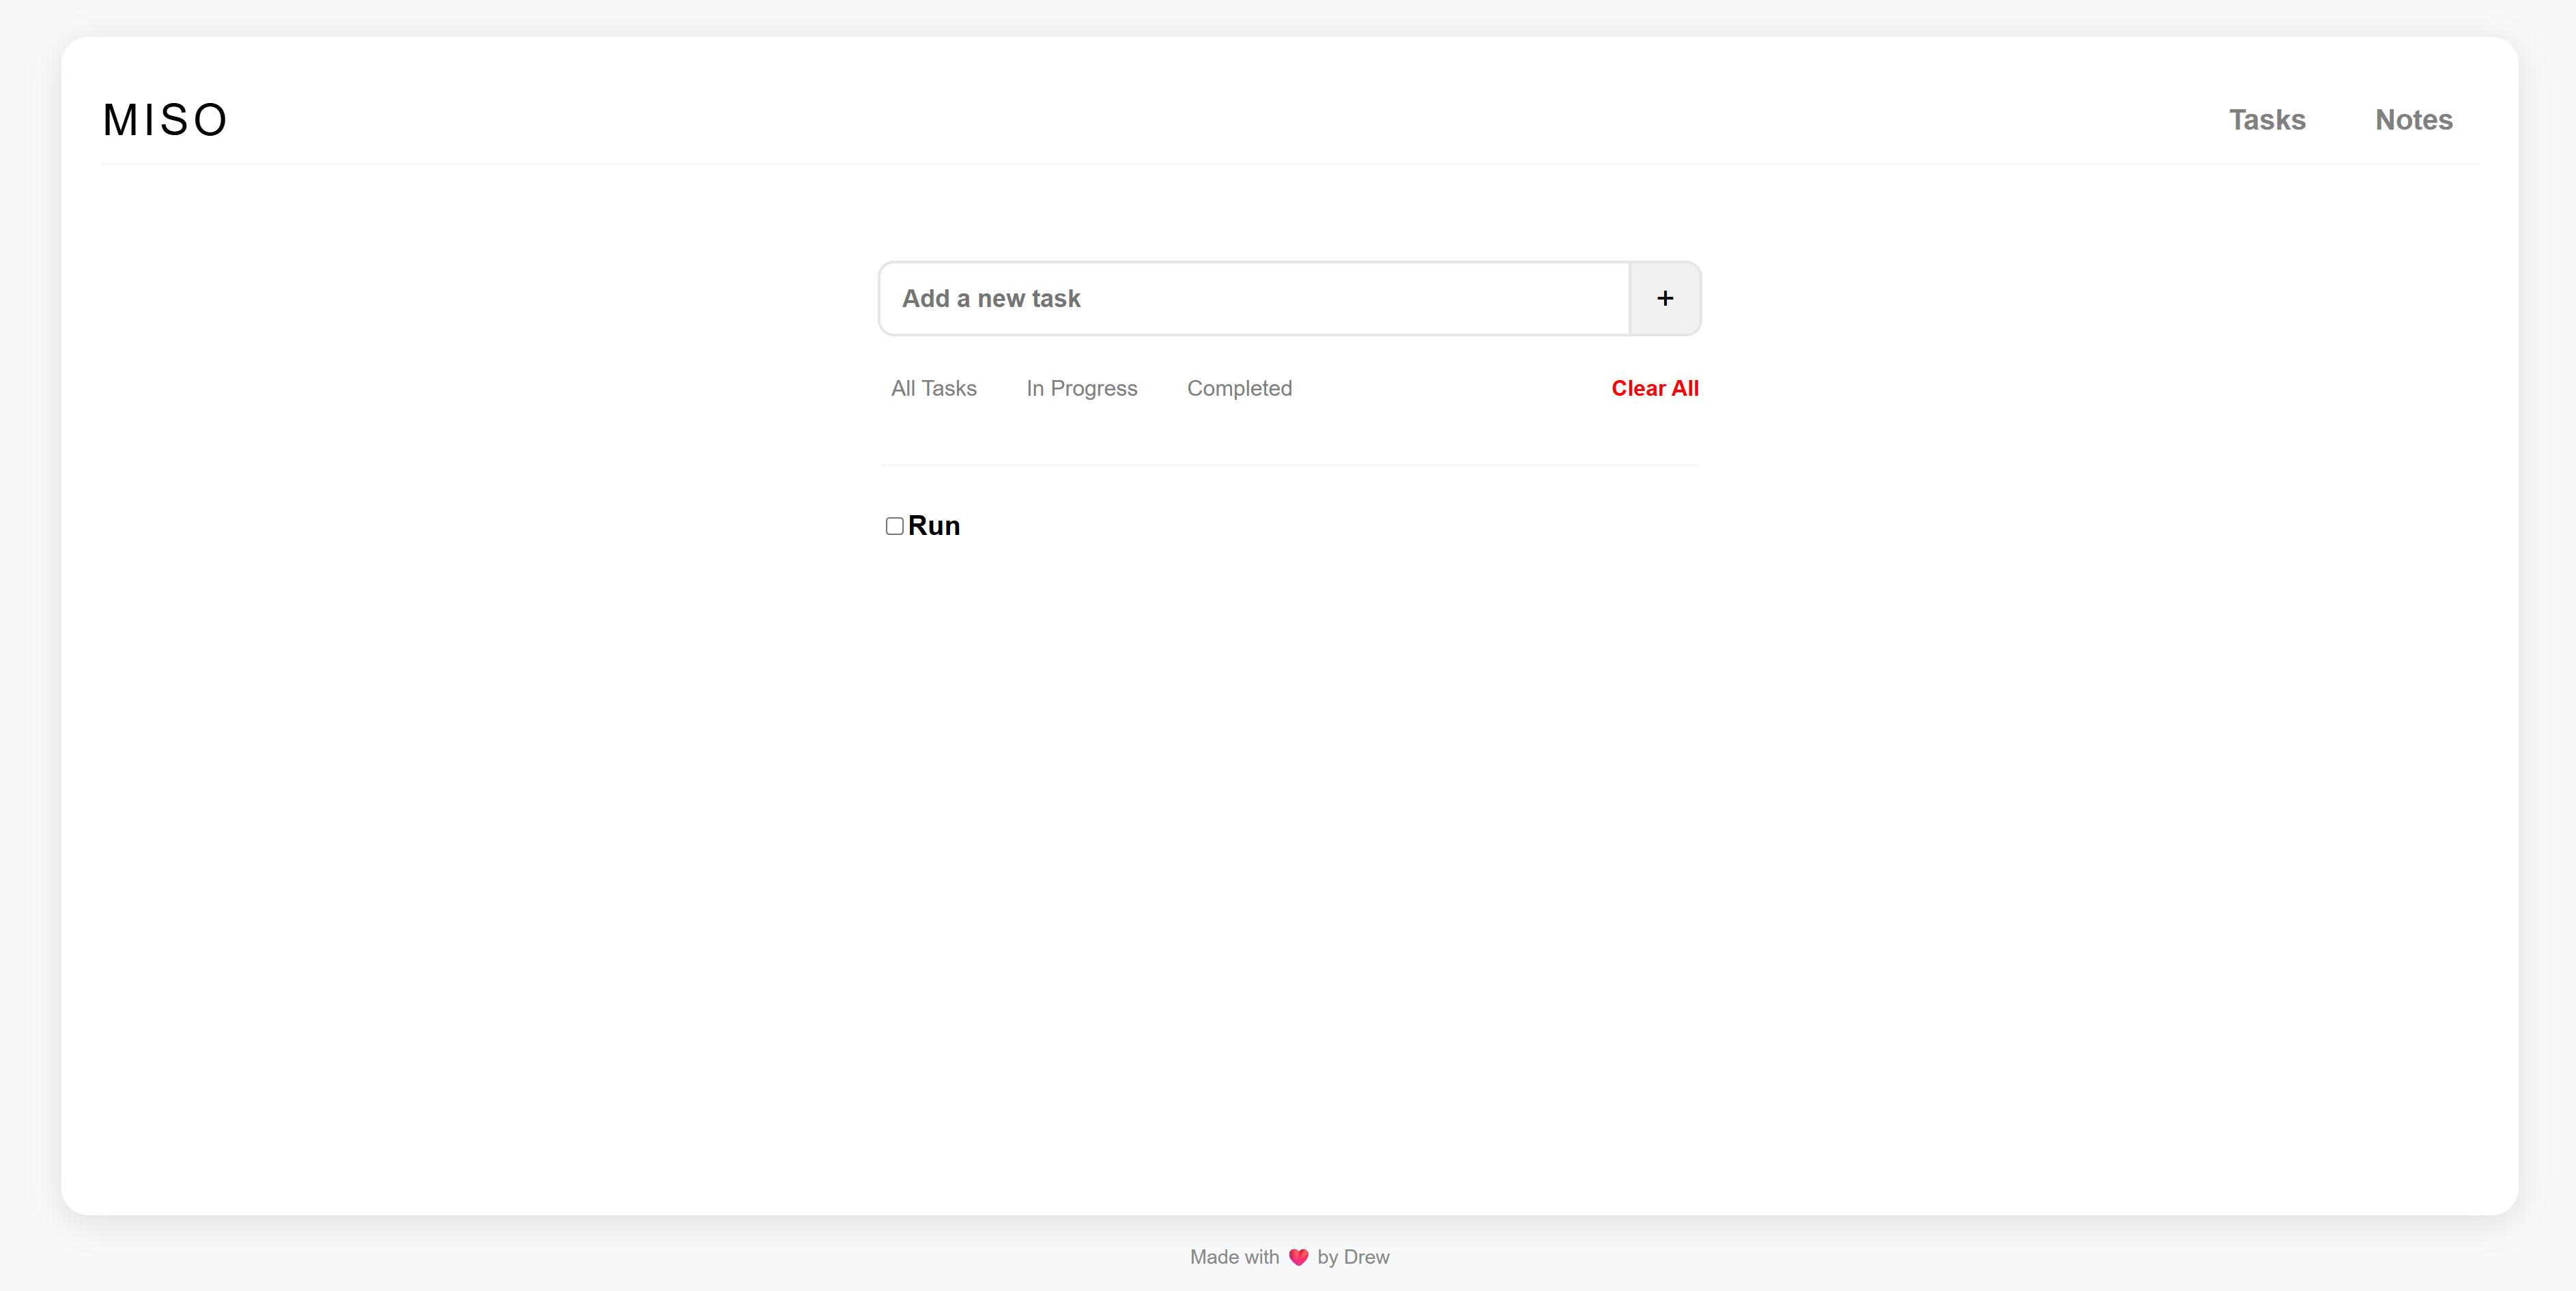 MISO Tasks Notes
Add a new task +
All Tasks In Progress Completed Clear All
Run
Made with ❤️ by Drew